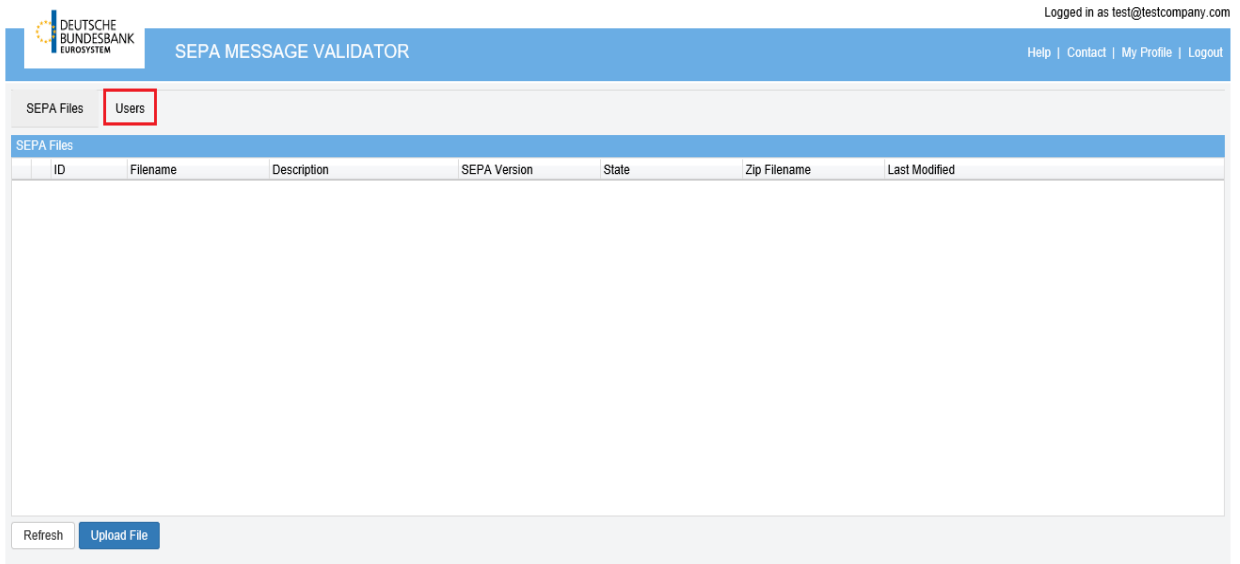 Logged in as test@testcompany.com
DEUTSCHE
BUNDESBANK
EUROSYSTEM
SEPA MESSAGE VALIDATOR
Help | Contact | My Profile | Logout
SEPA Files Users
SEPA Files
ID Filename Description SEPA Version State Zip Filename Last Modified
Refresh Upload File